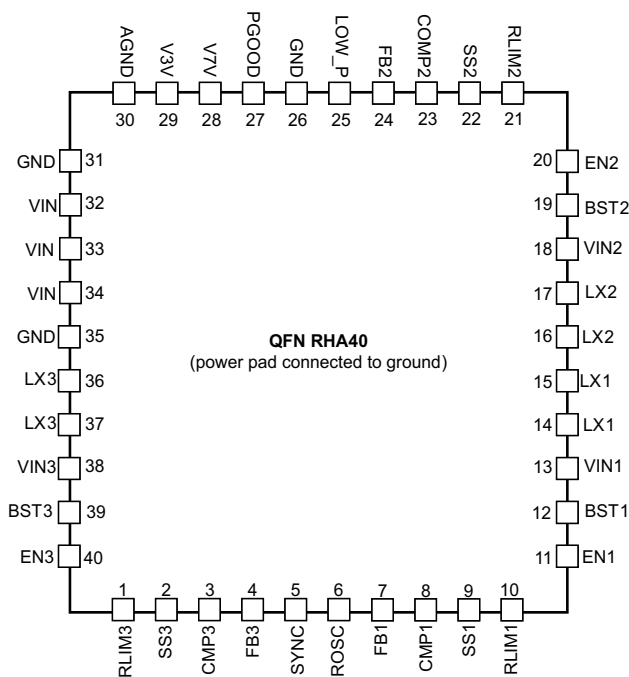 AGND
V3V
V7V
PGOOD
GND
LOW_P
FB2
COMP2
SS2
RLIM2
30
29
28
27
26
25
24
23
22
21
GND 31
VIN 32
VIN 33
VIN 34
GND 35
LX3 36
LX3 37
VIN3 38
BST3 39
EN3 40
QFN RHA40
(power pad connected to ground)
20 EN2
19 BST2
18 VIN2
17 LX2
16 LX2
15 LX1
14 LX1
13 VIN1
12 BST1
11 EN1
1
2
3
4
5
6
7
8
9
10
RLIM3
SS3
CMP3
FB3
SYNC
ROSC
FB1
CMP1
SS1
RLIM1